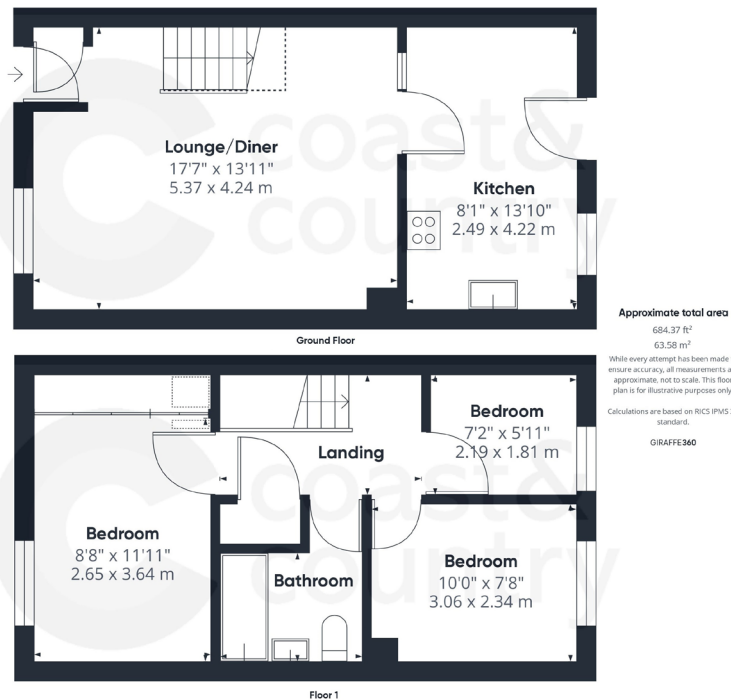 Lounge/Diner
17'7" x 13'11"
5.37 x 4.24 m
Kitchen
8'1" x 13'10"
2.49 x 4.22 m
Ground Floor
Bedroom
7'2" x 5'11"
2.19 x 1.81 m
Landing
Bedroom
8'8" x 11'11"
2.65 x 3.64 m
Bathroom
Bedroom
10'0" x 7'8"
3.06 x 2.34 m
Floor 1
Approximate total area
684.37 ft²
63.58 m²
While every attempt has been made
ensure accuracy, all measurements a
approximate, not to scale. This floor
plan is for illustrative purposes only
Calculations are based on RICS IPMS
standard.
GIRAFFE360
coast&
country
coast&
country